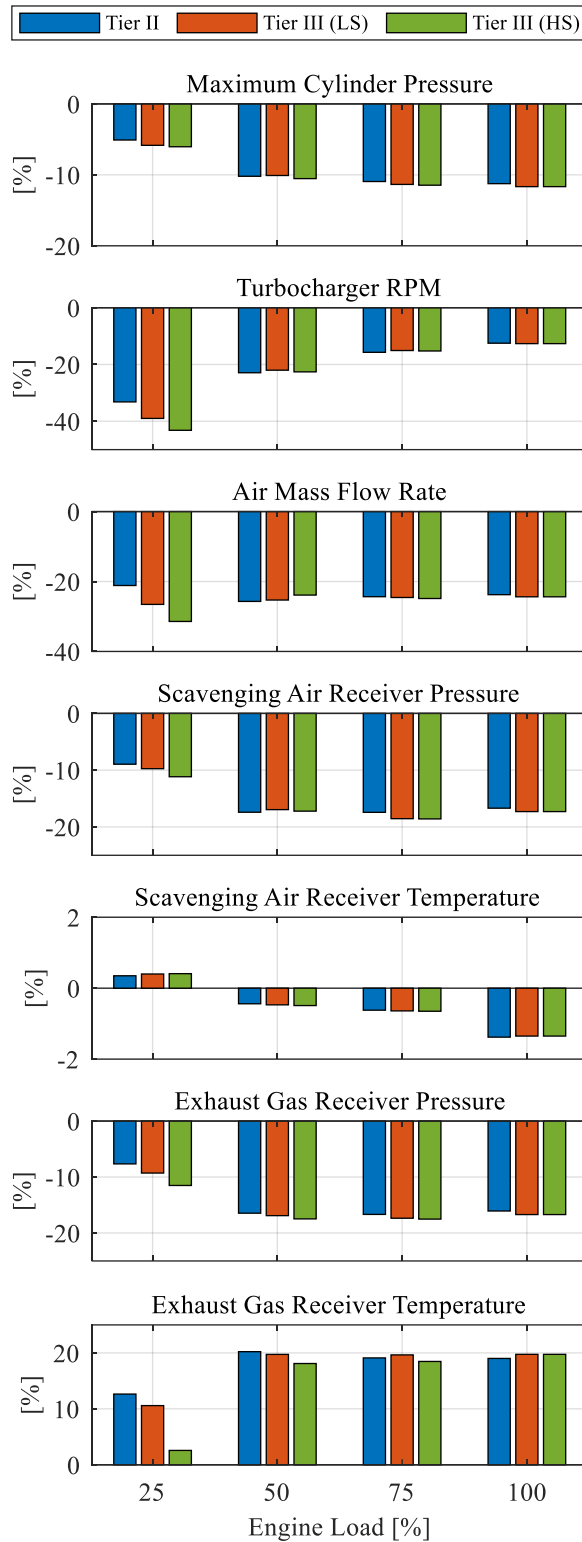 Tier II Tier III (LS) Tier III (HS)
Maximum Cylinder Pressure
0
-10
-20
[%]
Turbocharger RPM
0
-20
-40
[%]
Air Mass Flow Rate
0
-20
-40
[%]
Scavenging Air Receiver Pressure
0
-10
-20
[%]
Scavenging Air Receiver Temperature
2
0
-2
[%]
Exhaust Gas Receiver Pressure
0
-10
-20
[%]
Exhaust Gas Receiver Temperature
20
10
0
[%]
25 50 75 100
Engine Load [%]